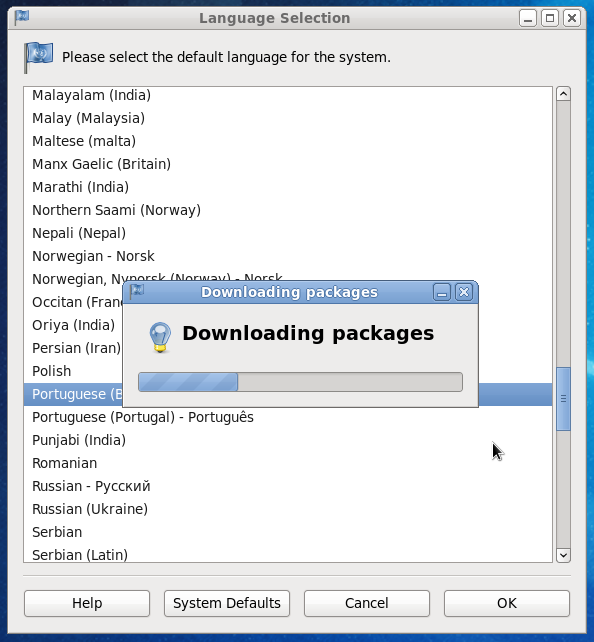 Language Selection
Please select the default language for the system.
Malayalam (India)
Malay (Malaysia)
Maltese (malta)
Manx Gaelic (Britain)
Marathi (India)
Northern Saami (Norway)
Nepali (Nepal)
Norwegian - Norsk
Norwegian, Nynorsk (Norway) - Norsk
Occitan (Fran
Oriya (India)
Persian (Iran)
Polish
Portuguese (B
Portuguese (Portugal) - Português
Punjabi (India)
Romanian
Russian - Русский
Russian (Ukraine)
Serbian
Serbian (Latin)
Downloading packages
Downloading packages
Help
System Defaults
Cancel
OK